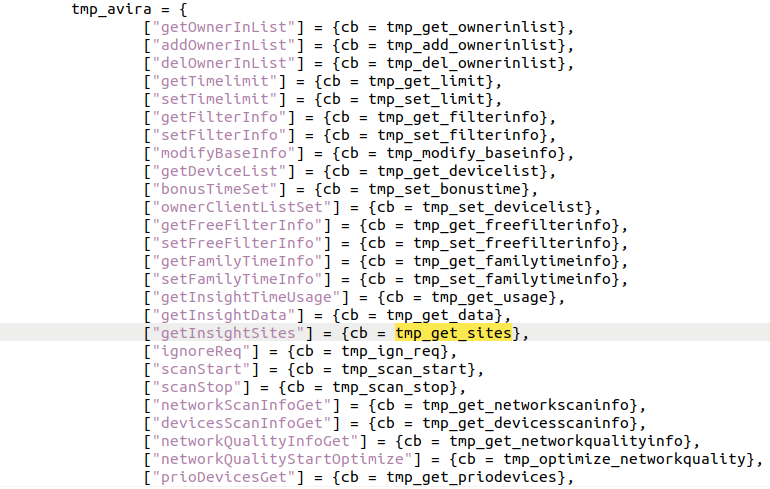 tmp_avira = {
["getOwnerInList"] = {cb = tmp_get_ownerinlist},
["addOwnerInList"] = {cb = tmp_add_ownerinlist},
["delOwnerInList"] = {cb = tmp_del_ownerinlist},
["getTimelimit"] = {cb = tmp_get_limit},
["setTimelimit"] = {cb = tmp_set_limit},
["getFilterInfo"] = {cb = tmp_get_filterinfo},
["setFilterInfo"] = {cb = tmp_set_filterinfo},
["modifyBaseInfo"] = {cb = tmp_modify_baseinfo},
["getDeviceList"] = {cb = tmp_get_devicelist},
["bonusTimeSet"] = {cb = tmp_set_bonustime},
["ownerClientListSet"] = {cb = tmp_set_devicelist},
["getFreeFilterInfo"] = {cb = tmp_get_freefilterinfo},
["setFreeFilterInfo"] = {cb = tmp_set_freefilterinfo},
["getFamilyTimeInfo"] = {cb = tmp_get_familytimeinfo},
["setFamilyTimeInfo"] = {cb = tmp_set_familytimeinfo},
["getInsightTimeUsage"] = {cb = tmp_get_usage},
["getInsightData"] = {cb = tmp_get_data},
["getInsightSites"] = {cb = tmp_get_sites},
["ignoreReq"] = {cb = tmp_ign_req},
["scanStart"] = {cb = tmp_scan_start},
["scanStop"] = {cb = tmp_scan_stop},
["networkScanInfoGet"] = {cb = tmp_get_networkscaninfo},
["devicesScanInfoGet"] = {cb = tmp_get_devicesscaninfo},
["networkQualityInfoGet"] = {cb = tmp_get_networkqualityinfo},
["networkQualityStartOptimize"] = {cb = tmp_optimize_networkquality},
["prioDevicesGet"] = {cb = tmp_get_priodevices},